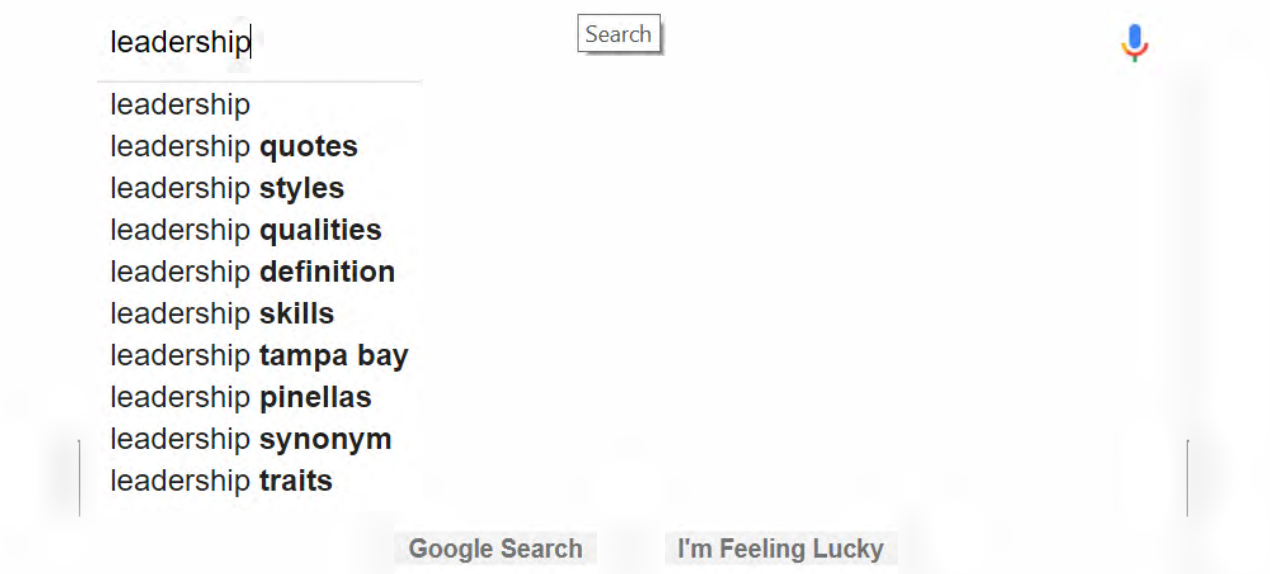 leadership
Search
leadership
leadership quotes
leadership styles
leadership qualities
leadership definition
leadership skills
leadership tampa bay
leadership pinellas
leadership synonym
leadership traits
Google Search
I'm Feeling Lucky